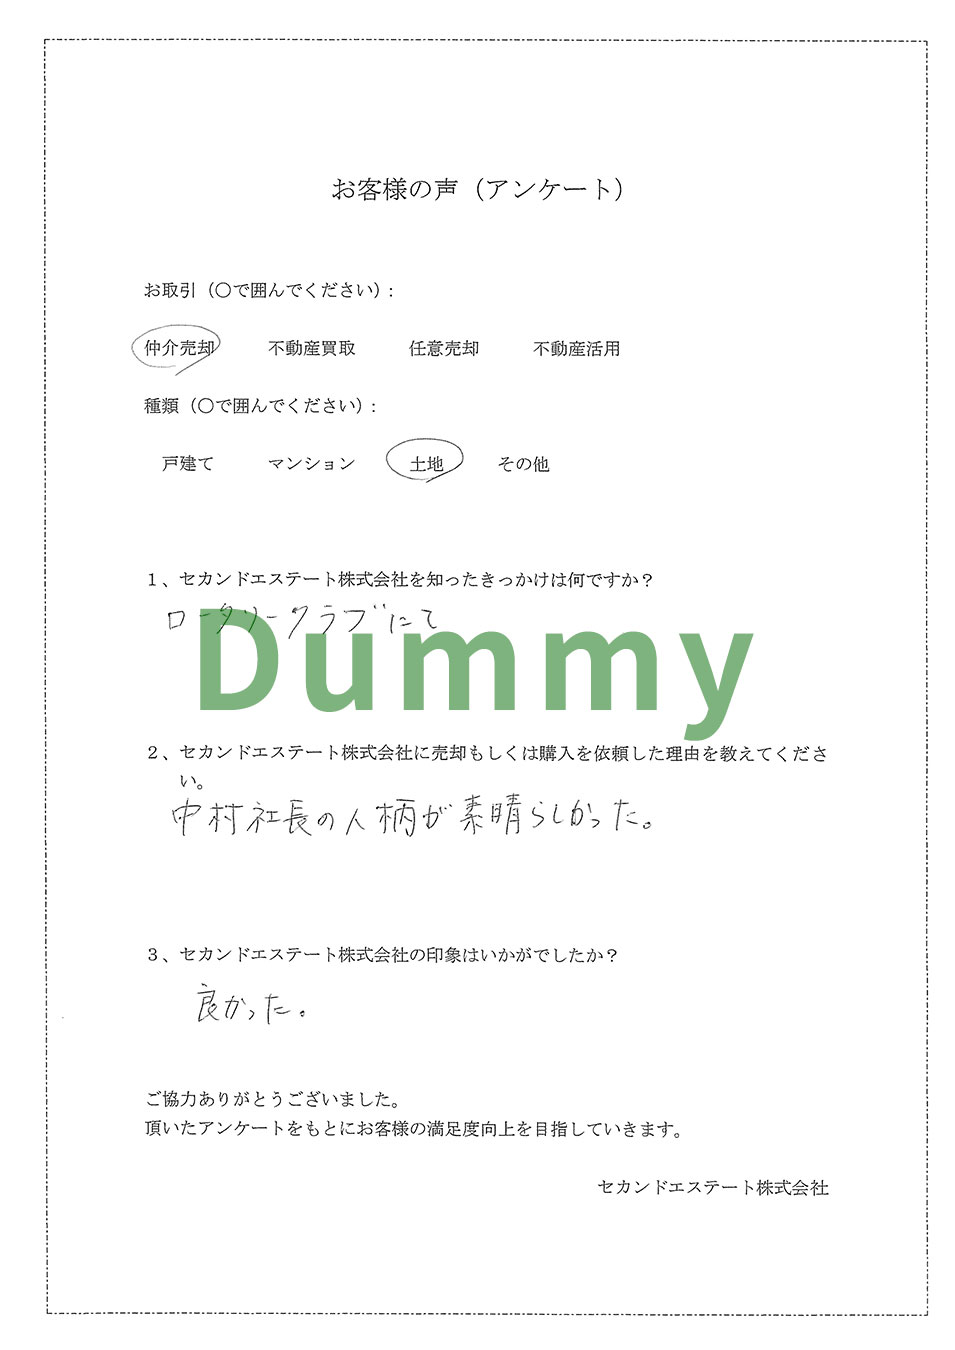 お客様の声（アンケート）
お取引（〇で囲んでください）:
仲介売却　不動産買取　任意売却　不動産活用
種類（〇で囲んでください）:
戸建て　マンション　土地　その他
1、セカンドエステート株式会社を知ったきっかけは何ですか？
ロータリークラブにて
Dummy
2、セカンドエステート株式会社に売却もしくは購入を依頼した理由を教えてくださ
い。
中村社長の人柄が素晴らしかった。
3、セカンドエステート株式会社の印象はいかがでしたか？
良かった。
ご協力ありがとうございました。
頂いたアンケートをもとにお客様の満足度向上を目指していきます。
セカンドエステート株式会社